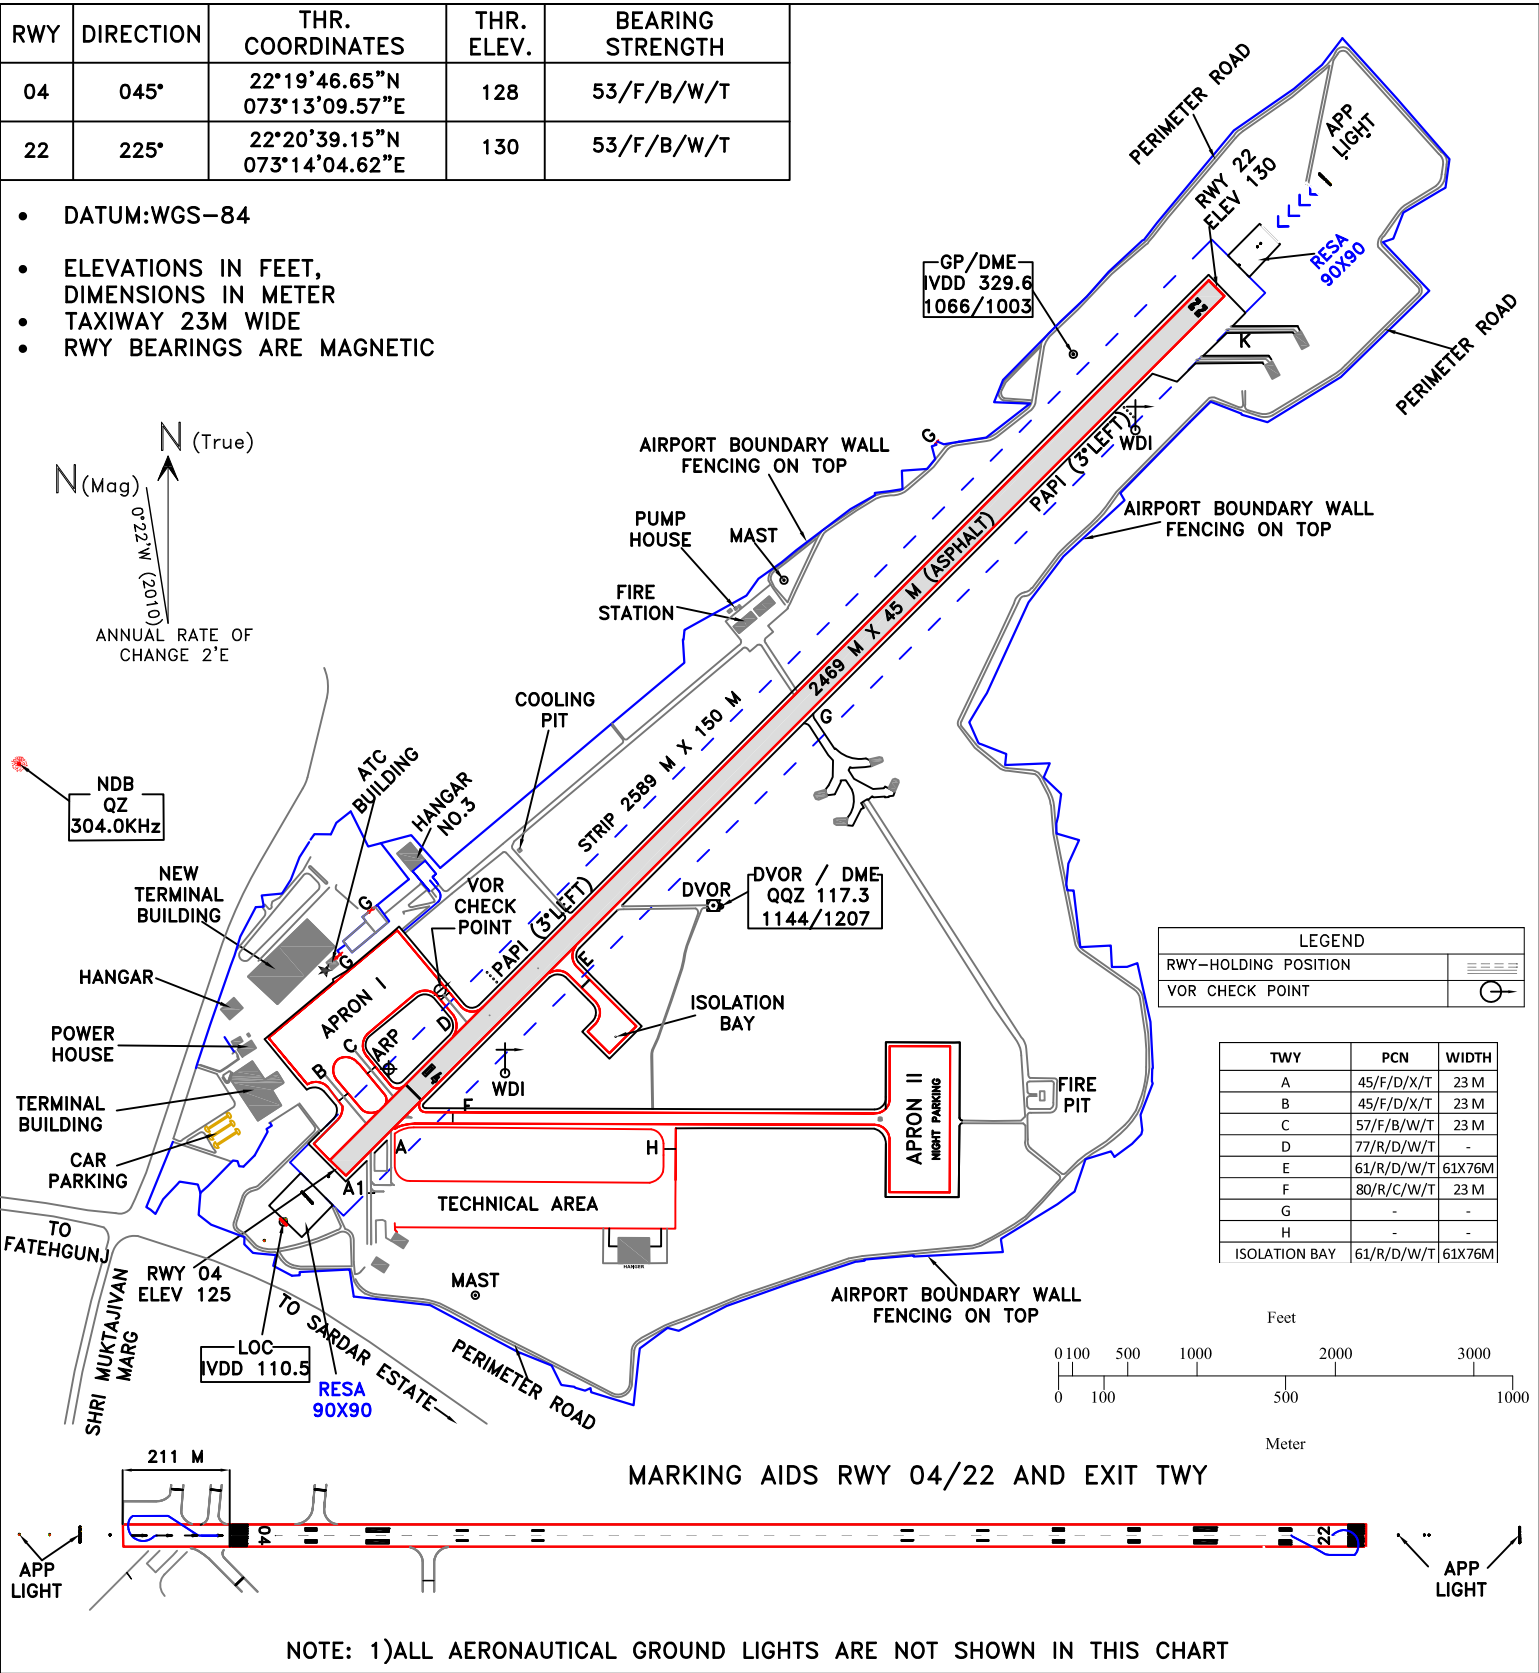 RWY DIRECTION THR. COORDINATES THR. ELEV. BEARING STRENGTH
04 045° 22°19'46.65"N 073°13'09.57"E 128 53/F/B/W/T
22 225° 22°20'39.15"N 073°14'04.62"E 130 53/F/B/W/T
• DATUM:WGS-84
• ELEVATIONS IN FEET,
DIMENSIONS IN METER
• TAXIWAY 23M WIDE
• RWY BEARINGS ARE MAGNETIC
N (True)
N (Mag)
0°22'W (2010)
ANNUAL RATE OF
CHANGE 2'E
PERIMETER ROAD
APP
LIGHT
RWY 22
ELEV 130
RESA
90X90
GP/DME
IVDD 329.6
1066/1003
22
K
PERIMETER ROAD
PAPI (3°LEFT)
WDI
G
AIRPORT BOUNDARY WALL
FENCING ON TOP
AIRPORT BOUNDARY WALL
FENCING ON TOP
PUMP
HOUSE
MAST
FIRE
STATION
2469 M X 45 M (ASPHALT)
STRIP 2589 M X 150 M
G
COOLING
PIT
ATC
BUILDING
HANGAR
NO.3
NDB
QZ
304.0KHz
NEW
TERMINAL
BUILDING
G
VOR
CHECK
POINT
PAPI (3°LEFT)
DVOR
DVOR / DME
QQZ 117.3
1144/1207
G
HANGAR
APRON I
E
ISOLATION
BAY
POWER
HOUSE
D
C
ARP
B
04
WDI
F
TERMINAL
BUILDING
A
H
CAR
PARKING
A1
TECHNICAL AREA
APRON II
NIGHT PARKING
FIRE
PIT
HANGER
TO
FATEHGUNJ
RWY 04
ELEV 125
SHRI MUKTAJIVAN
MARG
LOC
IVDD 110.5
RESA
90X90
TO SARDAR ESTATE
MAST
PERIMETER ROAD
AIRPORT BOUNDARY WALL
FENCING ON TOP
LEGEND
RWY-HOLDING POSITION
VOR CHECK POINT
TWY PCN WIDTH
A 45/F/D/X/T 23 M
B 45/F/D/X/T 23 M
C 57/F/B/W/T 23 M
D 77/R/D/W/T -
E 61/R/D/W/T 61X76M
F 80/R/C/W/T 23 M
G - -
H - -
ISOLATION BAY 61/R/D/W/T 61X76M
Feet
0 100 500 1000 2000 3000
0 100 500 1000
Meter
211 M
MARKING AIDS RWY 04/22 AND EXIT TWY
04
22
APP
LIGHT
APP
LIGHT
NOTE: 1)ALL AERONAUTICAL GROUND LIGHTS ARE NOT SHOWN IN THIS CHART